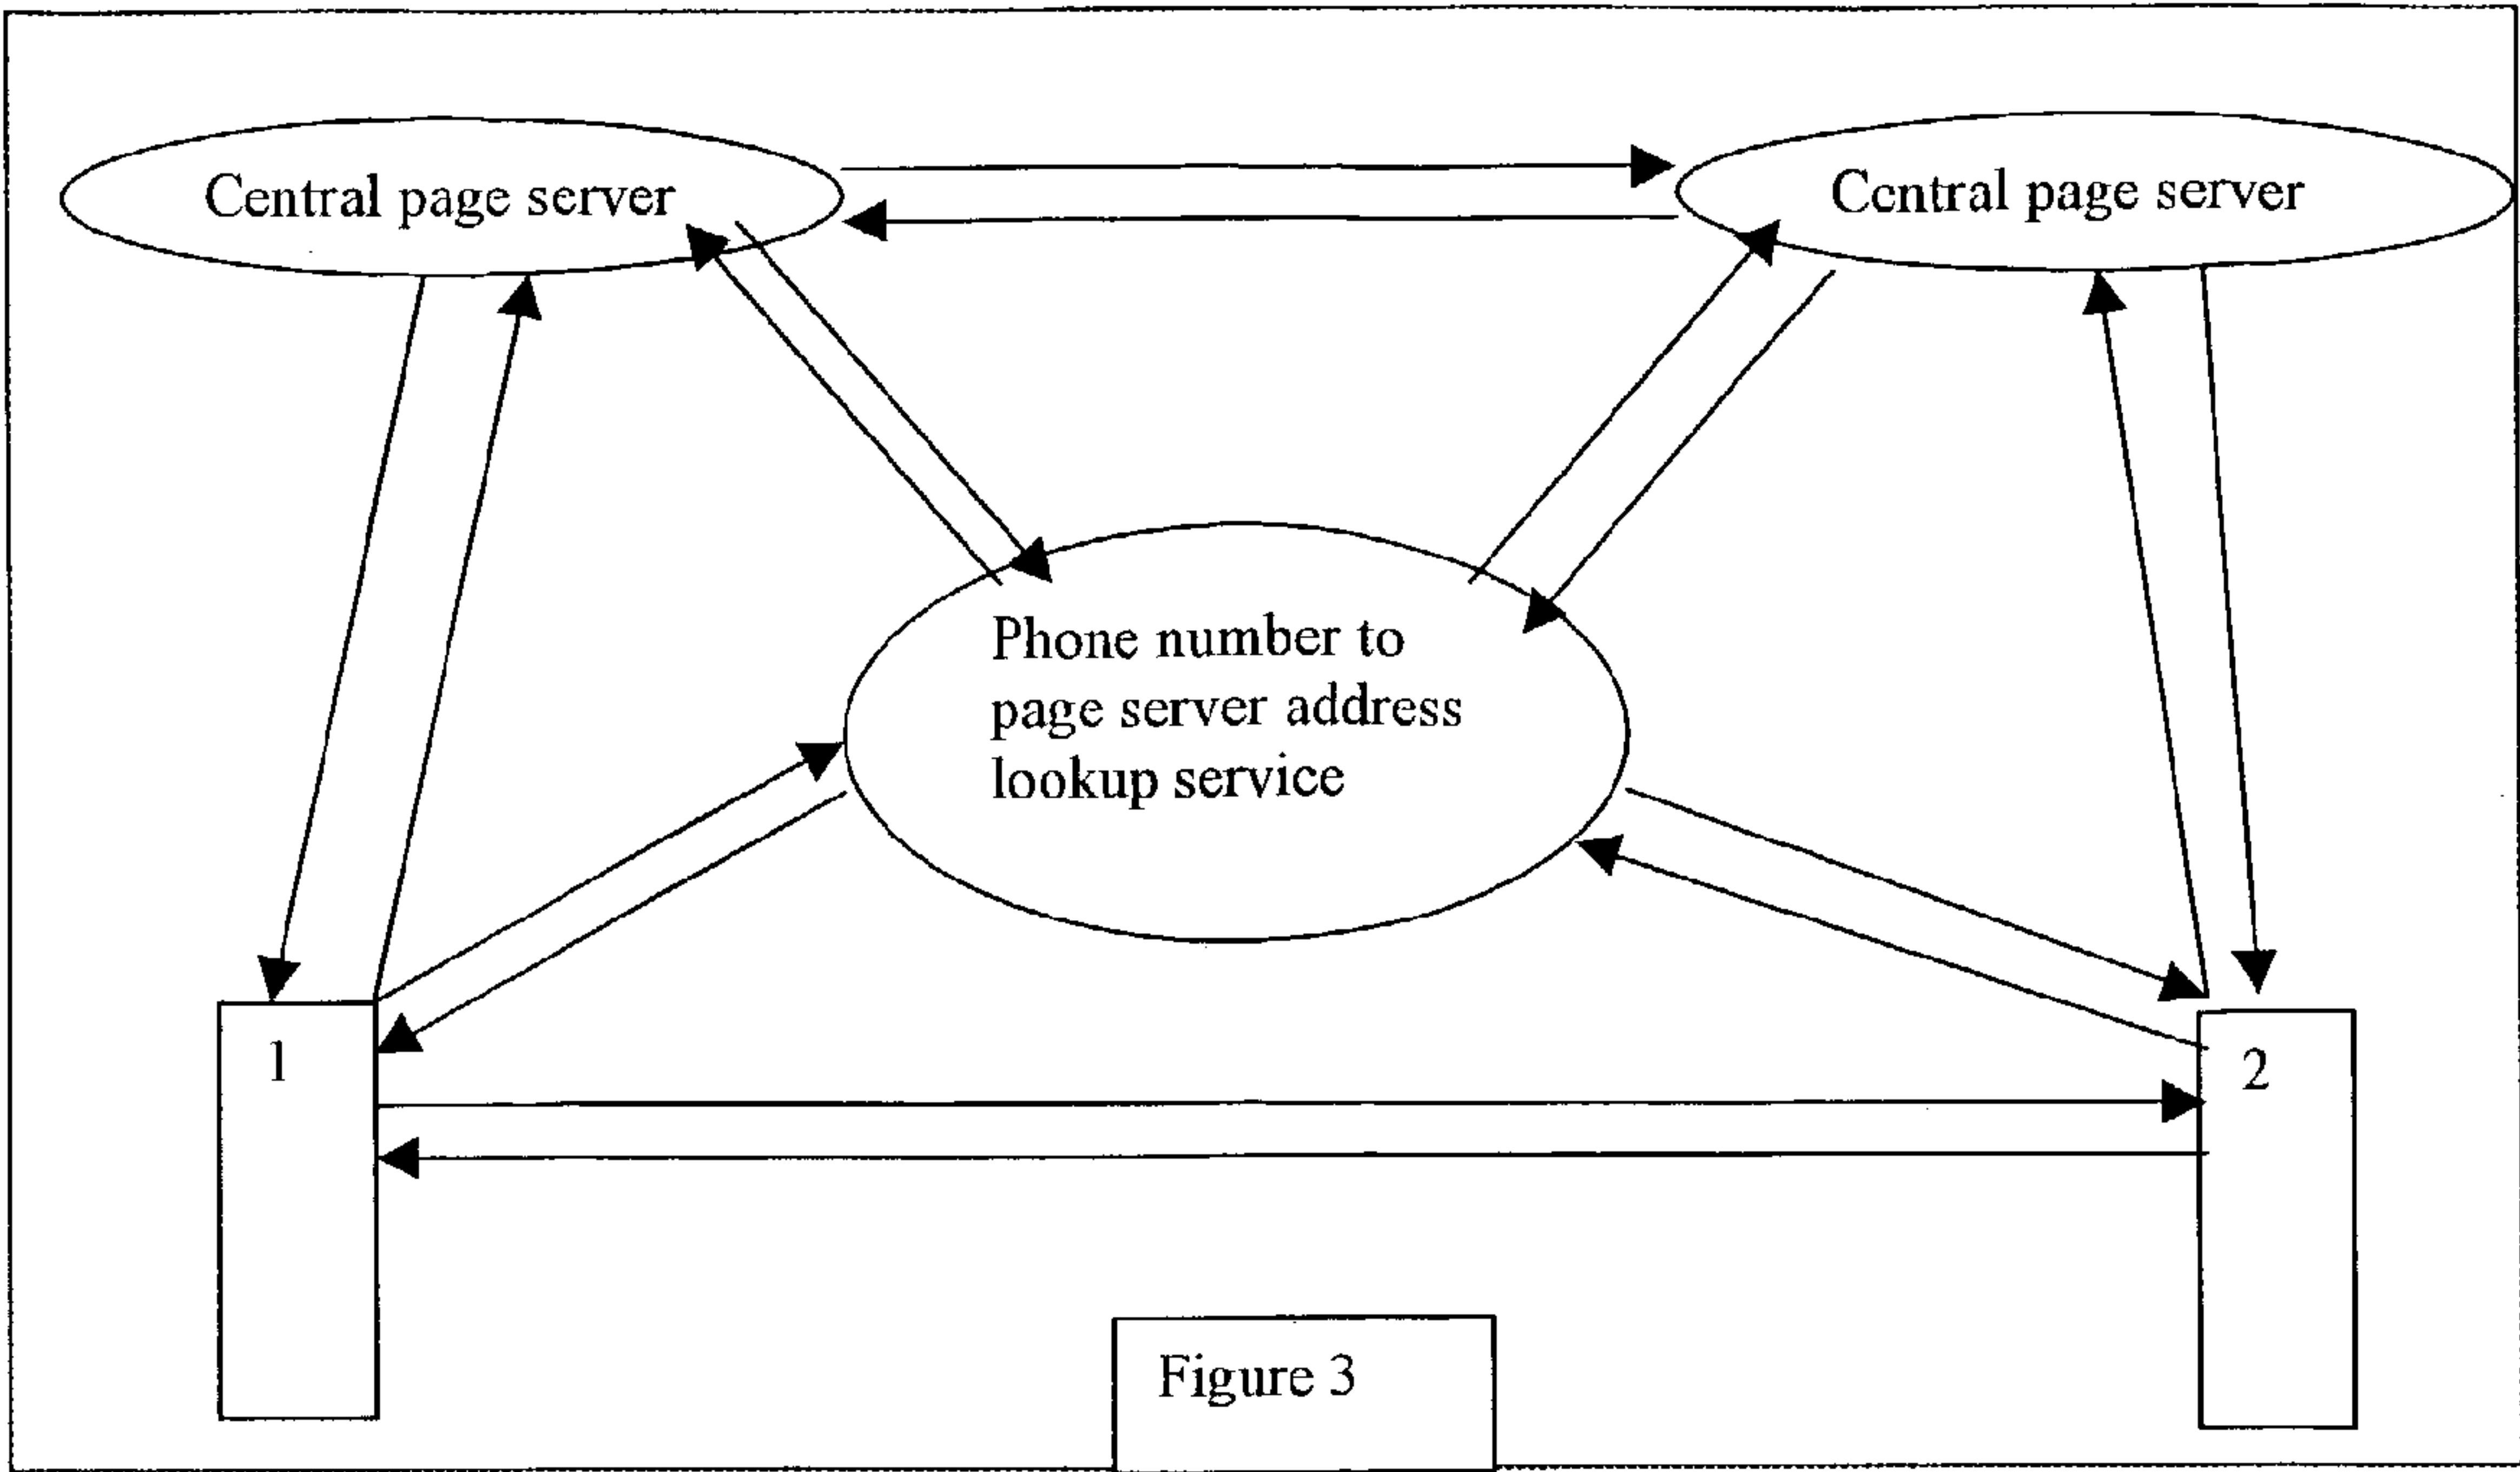 Central page server
Central page server
Phone number to
page server address
lookup service
1
2
Figure 3